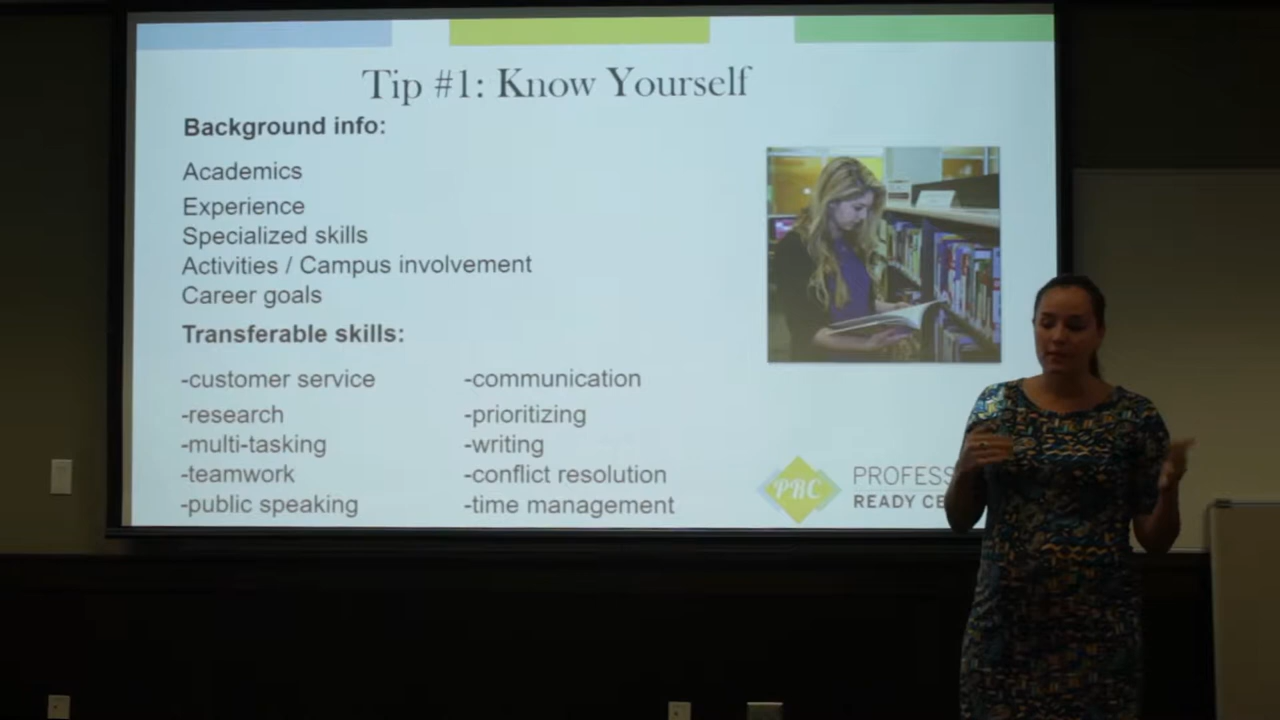 Tip #1: Know Yourself
Background info:
Academics
Experience
Specialized skills
Activities / Campus involvement
Career goals
Transferable skills:
-customer service
-research
-multi-tasking
-teamwork
-public speaking
-communication
-prioritizing
-writing
-conflict resolution
-time management
PRC
READY